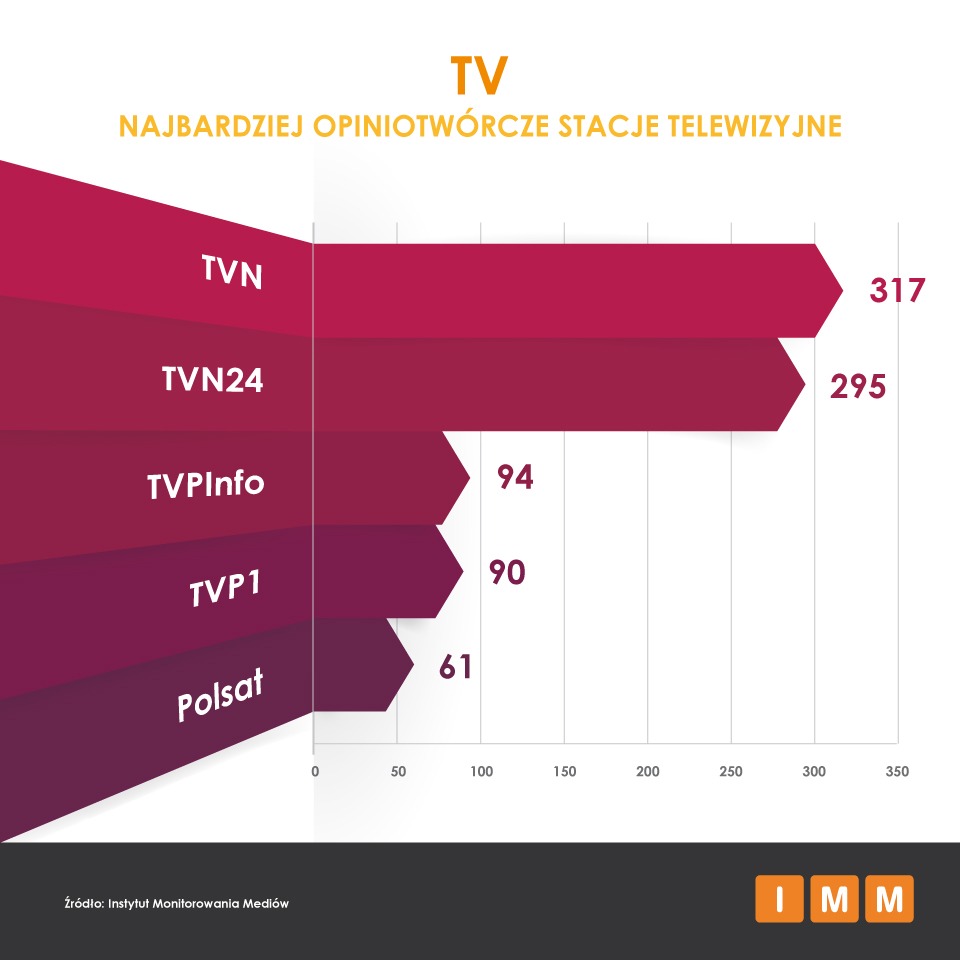 TV
NAJBARDZIEJ OPINIOTWÓRCZE STACJE TELEWIZYJNE
TVN
317
TVN24
295
TVPInfo
94
TVP1
90
Polsat
61
0 50 100 150 200 250 300 350
Źródło: Instytut Monitorowania Mediów
IMM